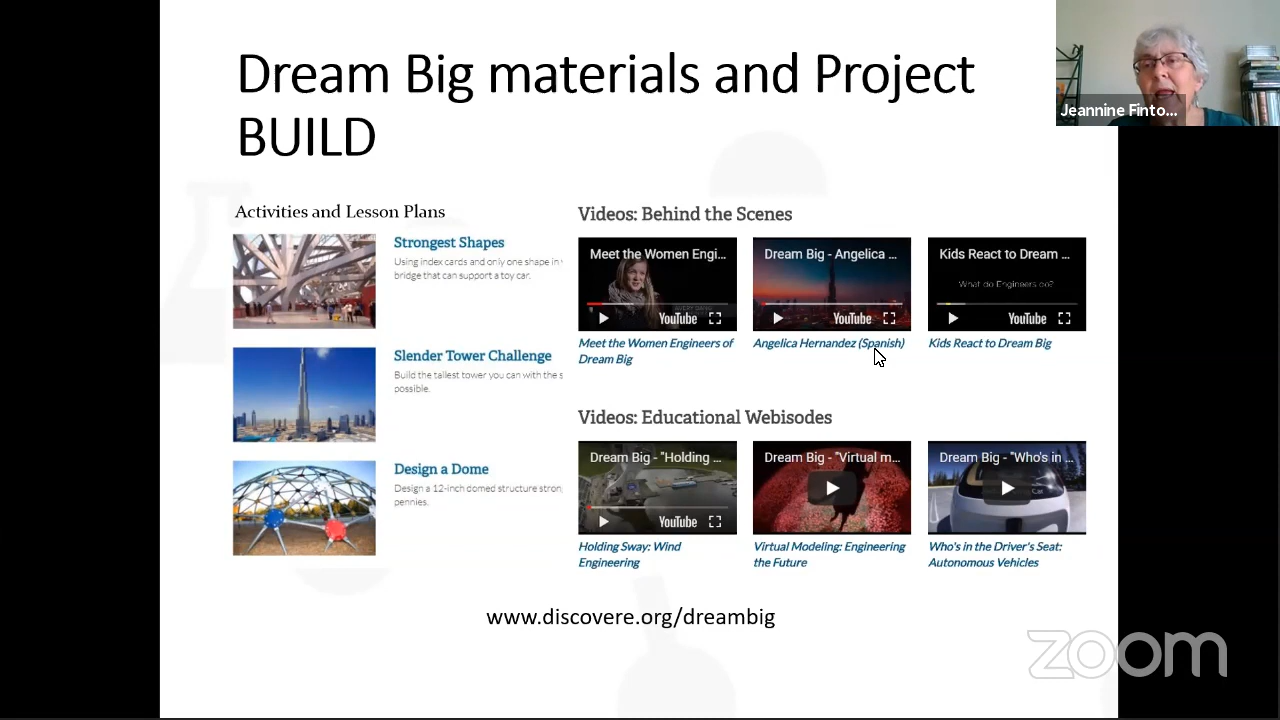 Dream Big materials and Project
BUILD
Jeannine Finto...
Activities and Lesson Plans
Strongest Shapes
Using index cards and only one shape in
bridge that can support a toy car.
Slender Tower Challenge
Build the tallest tower you can with the s
possible.
Design a Dome
Design a 12-inch domed structure stron
pennies.
Videos: Behind the Scenes
Meet the Women Engi...
YouTube
Meet the Women Engineers of
Dream Big
Dream Big - Angelica ...
YouTube
Angelica Hernandez (Spanish)
Kids React to Dream ...
What do Engineers do?
YouTube
Kids React to Dream Big
Videos: Educational Webisodes
Dream Big - "Holding ...
YouTube
Holding Sway: Wind
Engineering
Dream Big - "Virtual m...
Virtual Modeling: Engineering
the Future
Dream Big - "Who's in ...
Car
Who's in the Driver's Seat:
Autonomous Vehicles
www.discovere.org/dreambig
zoom